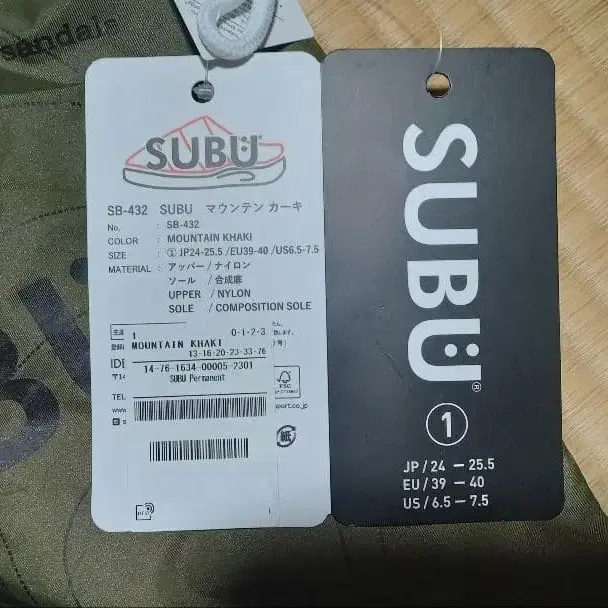 sandals
SUBU
SB-432 SUBU マウンテン カーキ
No. : SB-432
COLOR : MOUNTAIN KHAKI
SIZE : ① JP24-25.5 /EU39-40 /US6.5-7.5
MATERIAL : アッパー / ナイロン
ソール / 合成底
UPPER / NYLON
SOLE / COMPOSITION SOLE
1 0-1-2-3
MOUNTAIN KHAKI
13-16-20-23-33-76
14-76-1634-00005-2301
SUBU Permanent
TEL
FSC
紙
SUBU®
1
JP / 24 — 25.5
EU / 39 — 40
US / 6.5 — 7.5